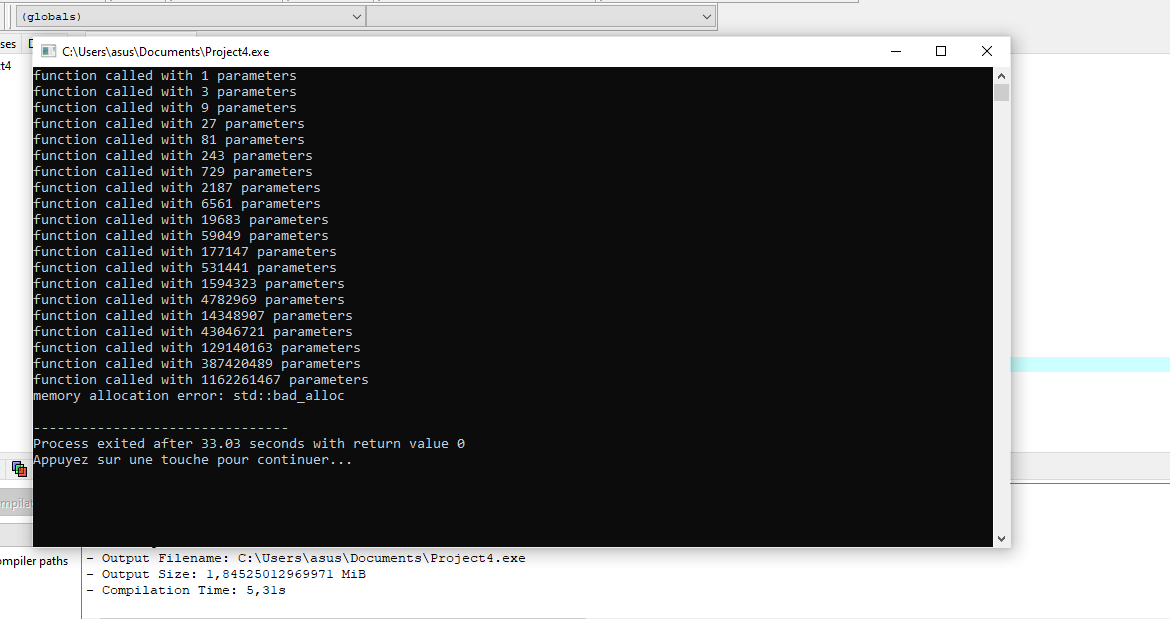 (globals)
C:\Users\asus\Documents\Project4.exe
function called with 1 parameters
function called with 3 parameters
function called with 9 parameters
function called with 27 parameters
function called with 81 parameters
function called with 243 parameters
function called with 729 parameters
function called with 2187 parameters
function called with 6561 parameters
function called with 19683 parameters
function called with 59049 parameters
function called with 177147 parameters
function called with 531441 parameters
function called with 1594323 parameters
function called with 4782969 parameters
function called with 14348907 parameters
function called with 43046721 parameters
function called with 129140163 parameters
function called with 387420489 parameters
function called with 1162261467 parameters
memory allocation error: std::bad_alloc
--------------------------------
Process exited after 33.03 seconds with return value 0
Appuyez sur une touche pour continuer...
paths
- Output Filename: C:\Users\asus\Documents\Project4.exe
- Output Size: 1,84525012969971 MiB
- Compilation Time: 5,31s